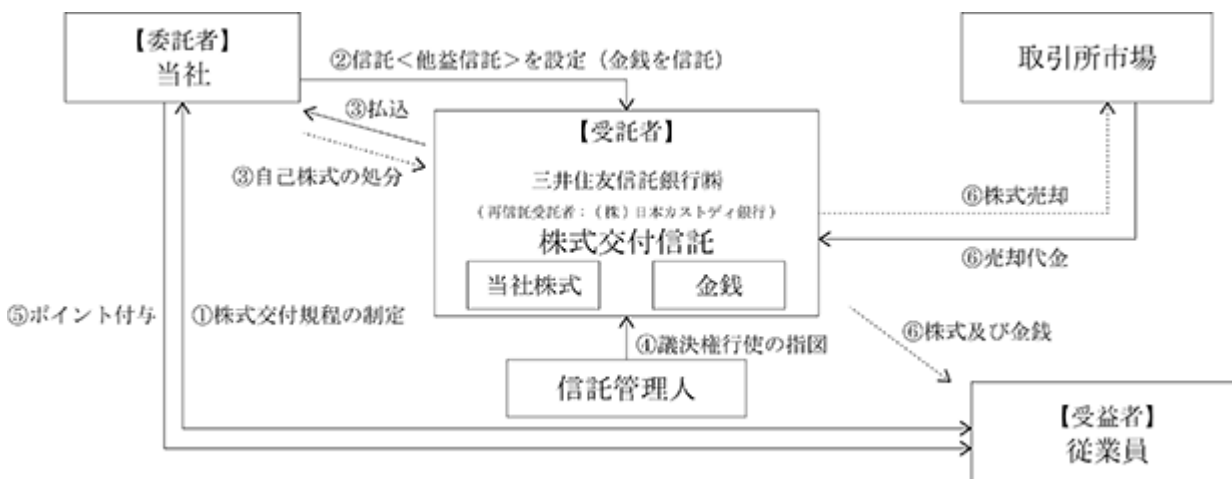 【委託者】
当社
②信託<他益信託>を設定（金銭を信託）
取引所市場
③払込
③自己株式の処分
【受託者】
三井住友信託銀行㈱
（再信託受託者：（株）日本カストディ銀行）
株式交付信託
当社株式
金銭
⑥株式売却
⑥売却代金
⑤ポイント付与
①株式交付規程の制定
④議決権行使の指図
⑥株式及び金銭
信託管理人
【受益者】
従業員